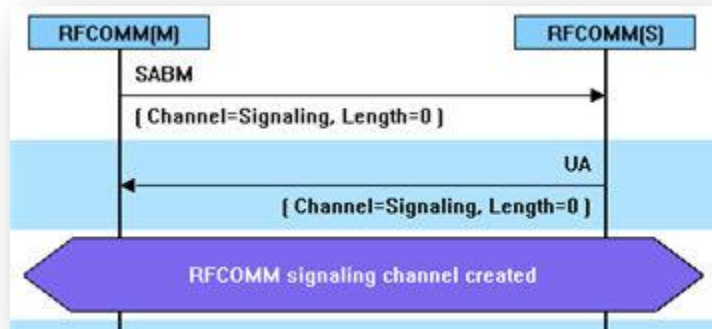 RFCOMM(M) RFCOMM(S)
SABM
( Channel=Signaling, Length=0 )
UA
( Channel=Signaling, Length=0 )
RFCOMM signaling channel created